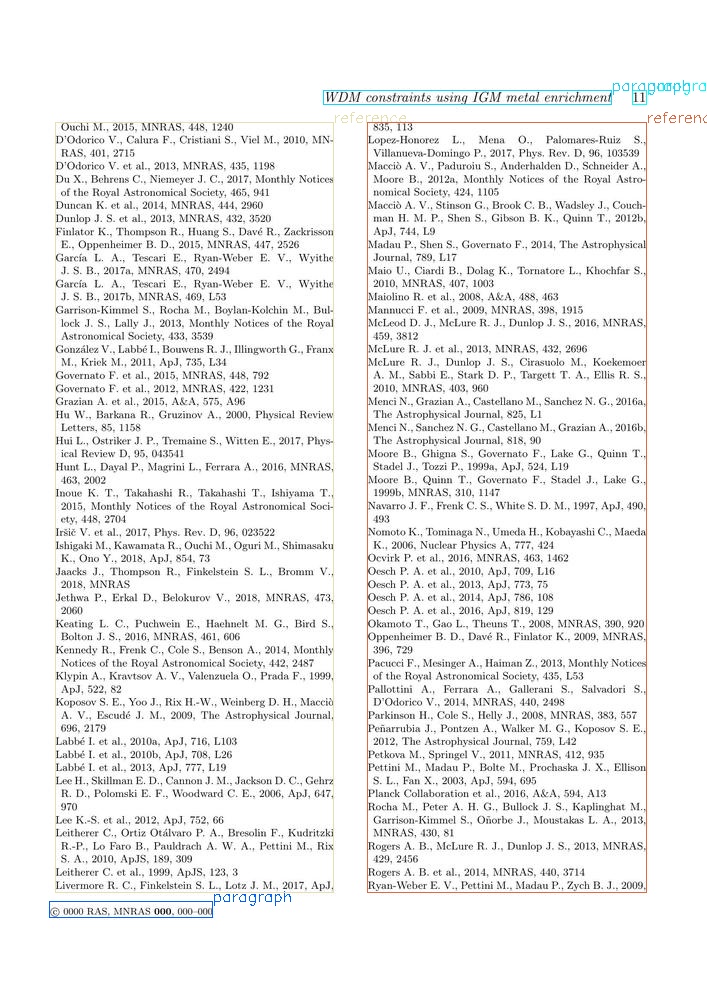 paragraph
paragraph
WDM constraints using IGM metal enrichment 11
reference
reference
Ouchi M., 2015, MNRAS, 448, 1240
D'Odorico V., Calura F., Cristiani S., Viel M., 2010, MN-
RAS, 401, 2715
D'Odorico V. et al., 2013, MNRAS, 435, 1198
Du X., Behrens C., Niemeyer J. C., 2017, Monthly Notices
of the Royal Astronomical Society, 465, 941
Duncan K. et al., 2014, MNRAS, 444, 2960
Dunlop J. S. et al., 2013, MNRAS, 432, 3520
Finlator K., Thompson R., Huang S., Davé R., Zackrisson
E., Oppenheimer B. D., 2015, MNRAS, 447, 2526
García L. A., Tescari E., Ryan-Weber E. V., Wyithe
J. S. B., 2017a, MNRAS, 470, 2494
García L. A., Tescari E., Ryan-Weber E. V., Wyithe
J. S. B., 2017b, MNRAS, 469, L53
Garrison-Kimmel S., Rocha M., Boylan-Kolchin M., Bul-
lock J. S., Lally J., 2013, Monthly Notices of the Royal
Astronomical Society, 433, 3539
González V., Labbé I., Bouwens R. J., Illingworth G., Franx
M., Kriek M., 2011, ApJ, 735, L34
Governato F. et al., 2015, MNRAS, 448, 792
Governato F. et al., 2012, MNRAS, 422, 1231
Grazian A. et al., 2015, A&A, 575, A96
Hu W., Barkana R., Gruzinov A., 2000, Physical Review
Letters, 85, 1158
Hui L., Ostriker J. P., Tremaine S., Witten E., 2017, Phys-
ical Review D, 95, 043541
Hunt L., Dayal P., Magrini L., Ferrara A., 2016, MNRAS,
463, 2002
Inoue K. T., Takahashi R., Takahashi T., Ishiyama T.,
2015, Monthly Notices of the Royal Astronomical Soci-
ety, 448, 2704
Iršič V. et al., 2017, Phys. Rev. D, 96, 023522
Ishigaki M., Kawamata R., Ouchi M., Oguri M., Shimasaku
K., Ono Y., 2018, ApJ, 854, 73
Jaacks J., Thompson R., Finkelstein S. L., Bromm V.,
2018, MNRAS
Jethwa P., Erkal D., Belokurov V., 2018, MNRAS, 473,
2060
Keating L. C., Puchwein E., Haehnelt M. G., Bird S.,
Bolton J. S., 2016, MNRAS, 461, 606
Kennedy R., Frenk C., Cole S., Benson A., 2014, Monthly
Notices of the Royal Astronomical Society, 442, 2487
Klypin A., Kravtsov A. V., Valenzuela O., Prada F., 1999,
ApJ, 522, 82
Koposov S. E., Yoo J., Rix H.-W., Weinberg D. H., Macciò
A. V., Escudé J. M., 2009, The Astrophysical Journal,
696, 2179
Labbé I. et al., 2010a, ApJ, 716, L103
Labbé I. et al., 2010b, ApJ, 708, L26
Labbé I. et al., 2013, ApJ, 777, L19
Lee H., Skillman E. D., Cannon J. M., Jackson D. C., Gehrz
R. D., Polomski E. F., Woodward C. E., 2006, ApJ, 647,
970
Lee K.-S. et al., 2012, ApJ, 752, 66
Leitherer C., Ortiz Otálvaro P. A., Bresolin F., Kudritzki
R.-P., Lo Faro B., Pauldrach A. W. A., Pettini M., Rix
S. A., 2010, ApJS, 189, 309
Leitherer C. et al., 1999, ApJS, 123, 3
Livermore R. C., Finkelstein S. L., Lotz J. M., 2017, ApJ,
835, 113
Lopez-Honorez L., Mena O., Palomares-Ruiz S.,
Villanueva-Domingo P., 2017, Phys. Rev. D, 96, 103539
Macciò A. V., Paduroiu S., Anderhalden D., Schneider A.,
Moore B., 2012a, Monthly Notices of the Royal Astro-
nomical Society, 424, 1105
Macciò A. V., Stinson G., Brook C. B., Wadsley J., Couch-
man H. M. P., Shen S., Gibson B. K., Quinn T., 2012b,
ApJ, 744, L9
Madau P., Shen S., Governato F., 2014, The Astrophysical
Journal, 789, L17
Maio U., Ciardi B., Dolag K., Tornatore L., Khochfar S.,
2010, MNRAS, 407, 1003
Maiolino R. et al., 2008, A&A, 488, 463
Mannucci F. et al., 2009, MNRAS, 398, 1915
McLeod D. J., McLure R. J., Dunlop J. S., 2016, MNRAS,
459, 3812
McLure R. J. et al., 2013, MNRAS, 432, 2696
McLure R. J., Dunlop J. S., Cirasuolo M., Koekemoer
A. M., Sabbi E., Stark D. P., Targett T. A., Ellis R. S.,
2010, MNRAS, 403, 960
Menci N., Grazian A., Castellano M., Sanchez N. G., 2016a,
The Astrophysical Journal, 825, L1
Menci N., Sanchez N. G., Castellano M., Grazian A., 2016b,
The Astrophysical Journal, 818, 90
Moore B., Ghigna S., Governato F., Lake G., Quinn T.,
Stadel J., Tozzi P., 1999a, ApJ, 524, L19
Moore B., Quinn T., Governato F., Stadel J., Lake G.,
1999b, MNRAS, 310, 1147
Navarro J. F., Frenk C. S., White S. D. M., 1997, ApJ, 490,
493
Nomoto K., Tominaga N., Umeda H., Kobayashi C., Maeda
K., 2006, Nuclear Physics A, 777, 424
Ocvirk P. et al., 2016, MNRAS, 463, 1462
Oesch P. A. et al., 2010, ApJ, 709, L16
Oesch P. A. et al., 2013, ApJ, 773, 75
Oesch P. A. et al., 2014, ApJ, 786, 108
Oesch P. A. et al., 2016, ApJ, 819, 129
Okamoto T., Gao L., Theuns T., 2008, MNRAS, 390, 920
Oppenheimer B. D., Davé R., Finlator K., 2009, MNRAS,
396, 729
Pacucci F., Mesinger A., Haiman Z., 2013, Monthly Notices
of the Royal Astronomical Society, 435, L53
Pallottini A., Ferrara A., Gallerani S., Salvadori S.,
D'Odorico V., 2014, MNRAS, 440, 2498
Parkinson H., Cole S., Helly J., 2008, MNRAS, 383, 557
Peñarrubia J., Pontzen A., Walker M. G., Koposov S. E.,
2012, The Astrophysical Journal, 759, L42
Petkova M., Springel V., 2011, MNRAS, 412, 935
Pettini M., Madau P., Bolte M., Prochaska J. X., Ellison
S. L., Fan X., 2003, ApJ, 594, 695
Planck Collaboration et al., 2016, A&A, 594, A13
Rocha M., Peter A. H. G., Bullock J. S., Kaplinghat M.,
Garrison-Kimmel S., Oñorbe J., Moustakas L. A., 2013,
MNRAS, 430, 81
Rogers A. B., McLure R. J., Dunlop J. S., 2013, MNRAS,
429, 2456
Rogers A. B. et al., 2014, MNRAS, 440, 3714
Ryan-Weber E. V., Pettini M., Madau P., Zych B. J., 2009,
paragraph
© 0000 RAS, MNRAS 000, 000–000